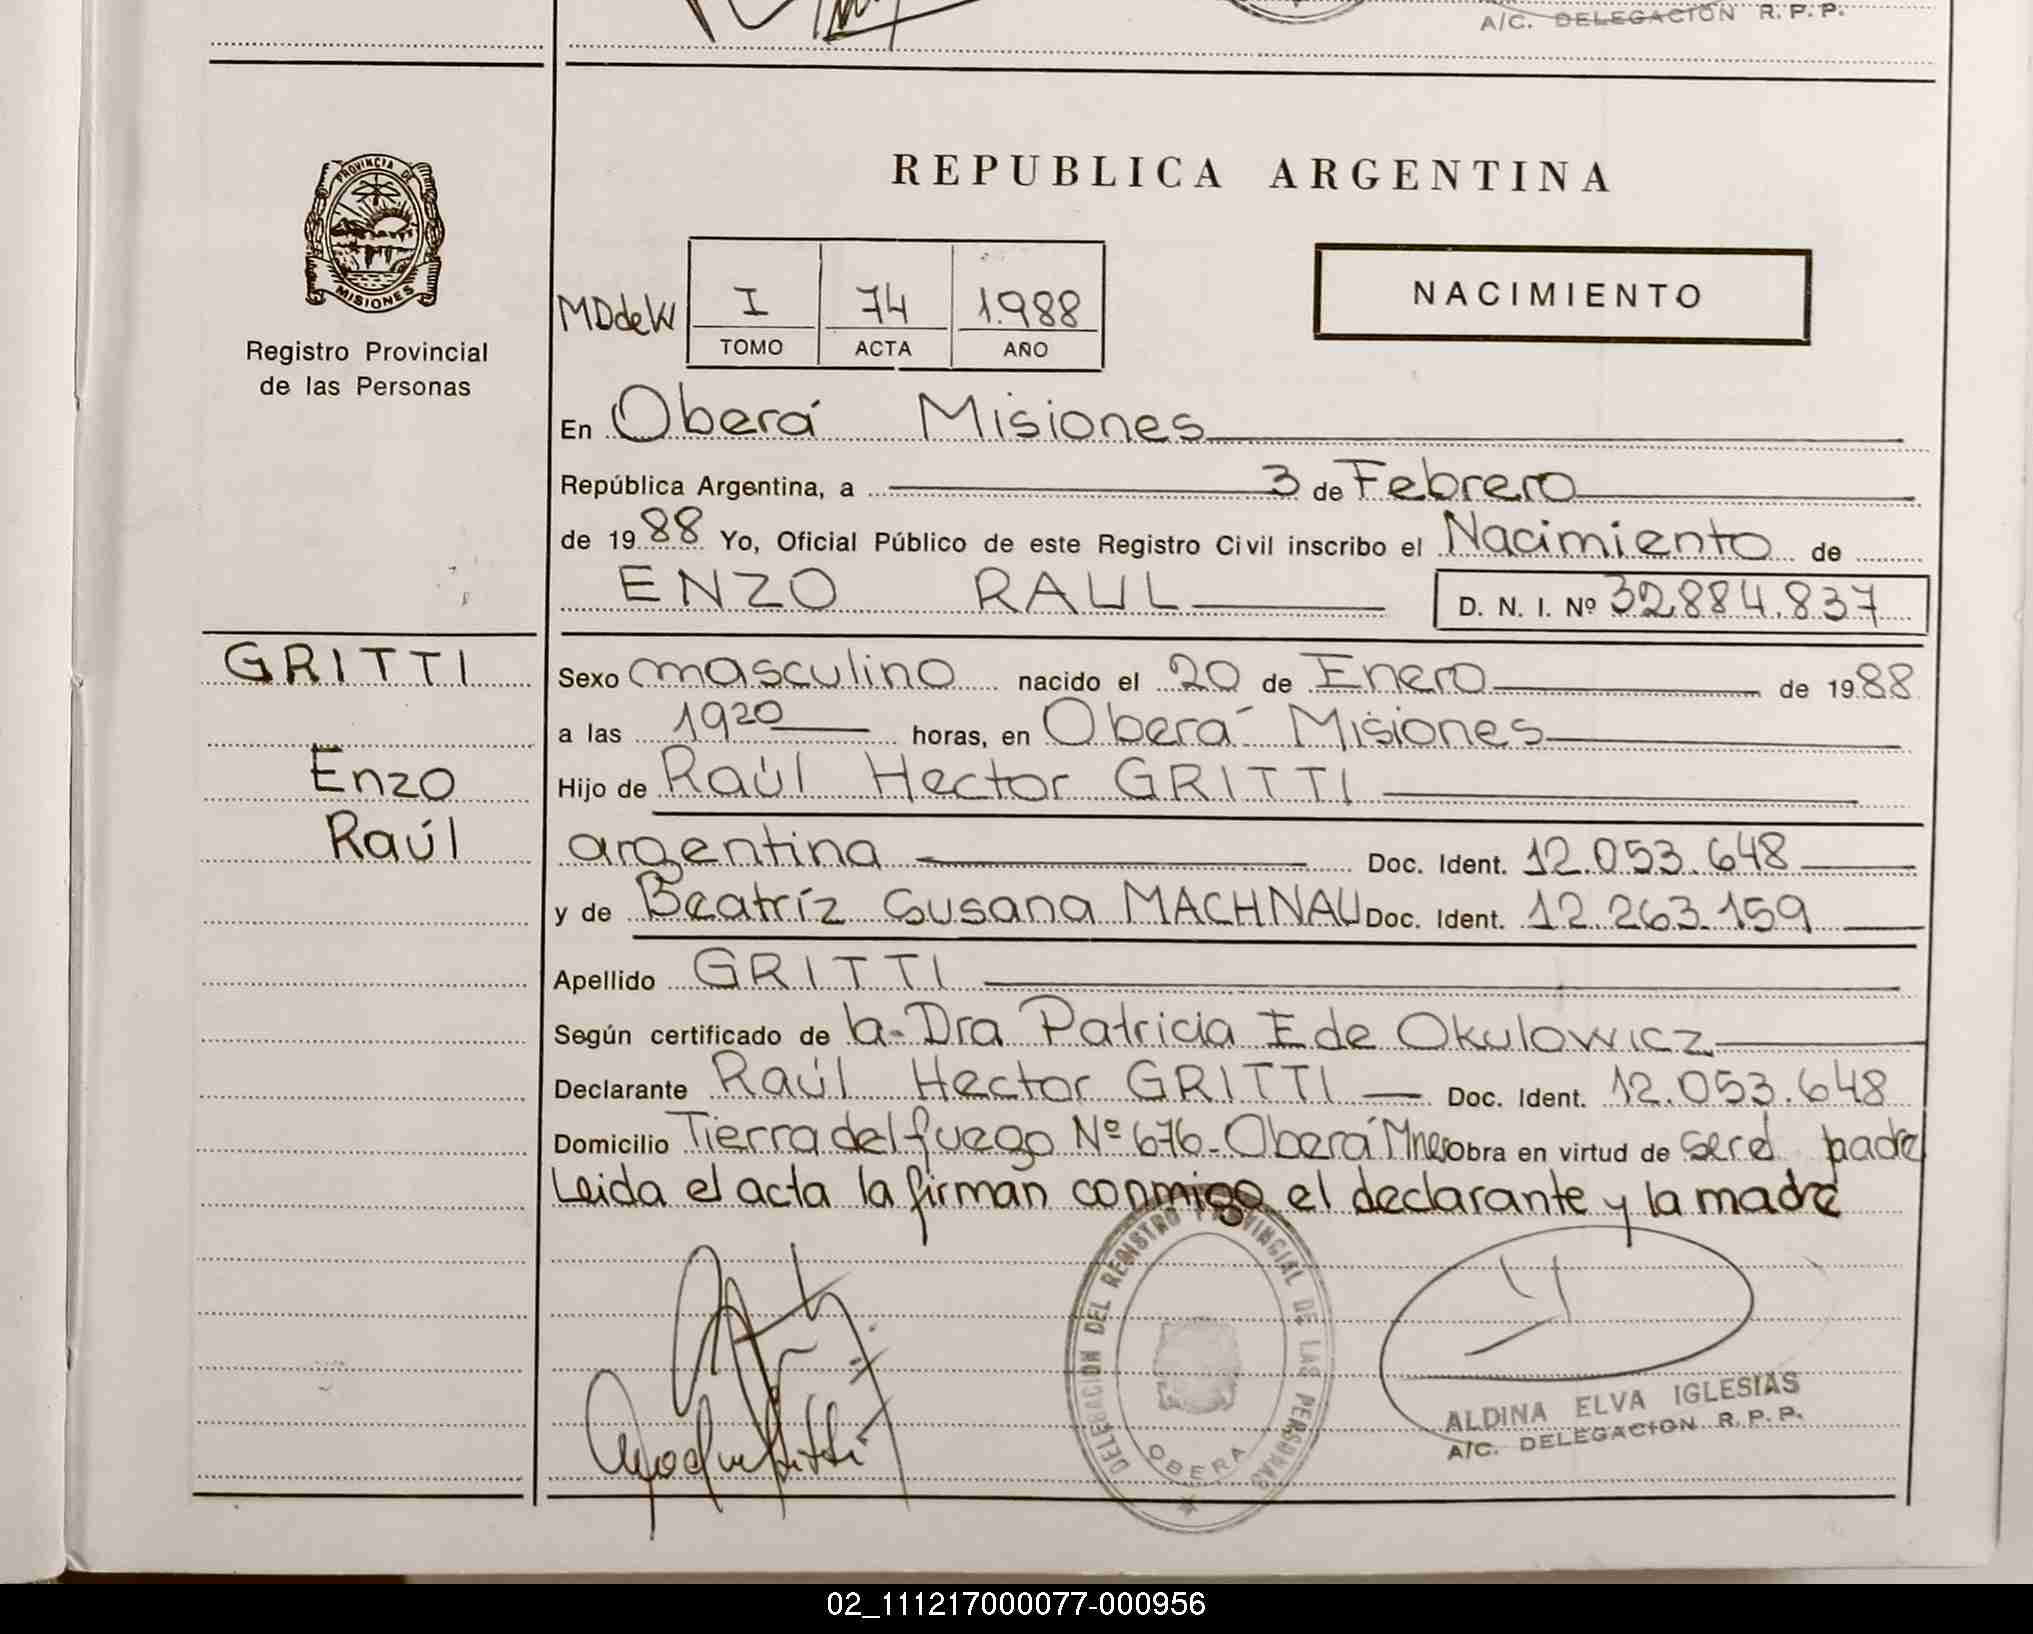 A/C. DELEGACION R. P. P.
PROVINCIA DE
MISIONES
Registro Provincial
de las Personas
REPUBLICA ARGENTINA
NACIMIENTO
MDdeW I 74 1.988
TOMO ACTA AÑO
En Oberá Misiones
República Argentina, a 3 de Febrero
de 1988 Yo, Oficial Público de este Registro Civil inscribo el Nacimiento de
ENZO RAUL D. N. I. Nº 32.884.837
GRITTI
Enzo
Raúl
Sexo masculino nacido el 20 de Enero de 1988
a las 1920 horas, en Oberá Misiones
Hijo de Raúl Hector GRITTI
argentina Doc. Ident. 12.053.648
y de Beatríz Susana MACHNAU Doc. Ident. 12.263.159
Apellido GRITTI
Según certificado de la Dra Patricia E de Okulowicz
Declarante Raúl Hector GRITTI Doc. Ident. 12.053.648
Domicilio Tierra del fuego Nº 676-Oberá Mnes Obra en virtud de ser el padre
Leida el acta la firman conmigo el declarante y la madre
DELEGACION DEL REGISTRO PROVINCIAL DE LAS PERSONAS
OBERA
ALDINA ELVA IGLESIAS
A/C. DELEGACION R. P. P.
02_111217000077-000956